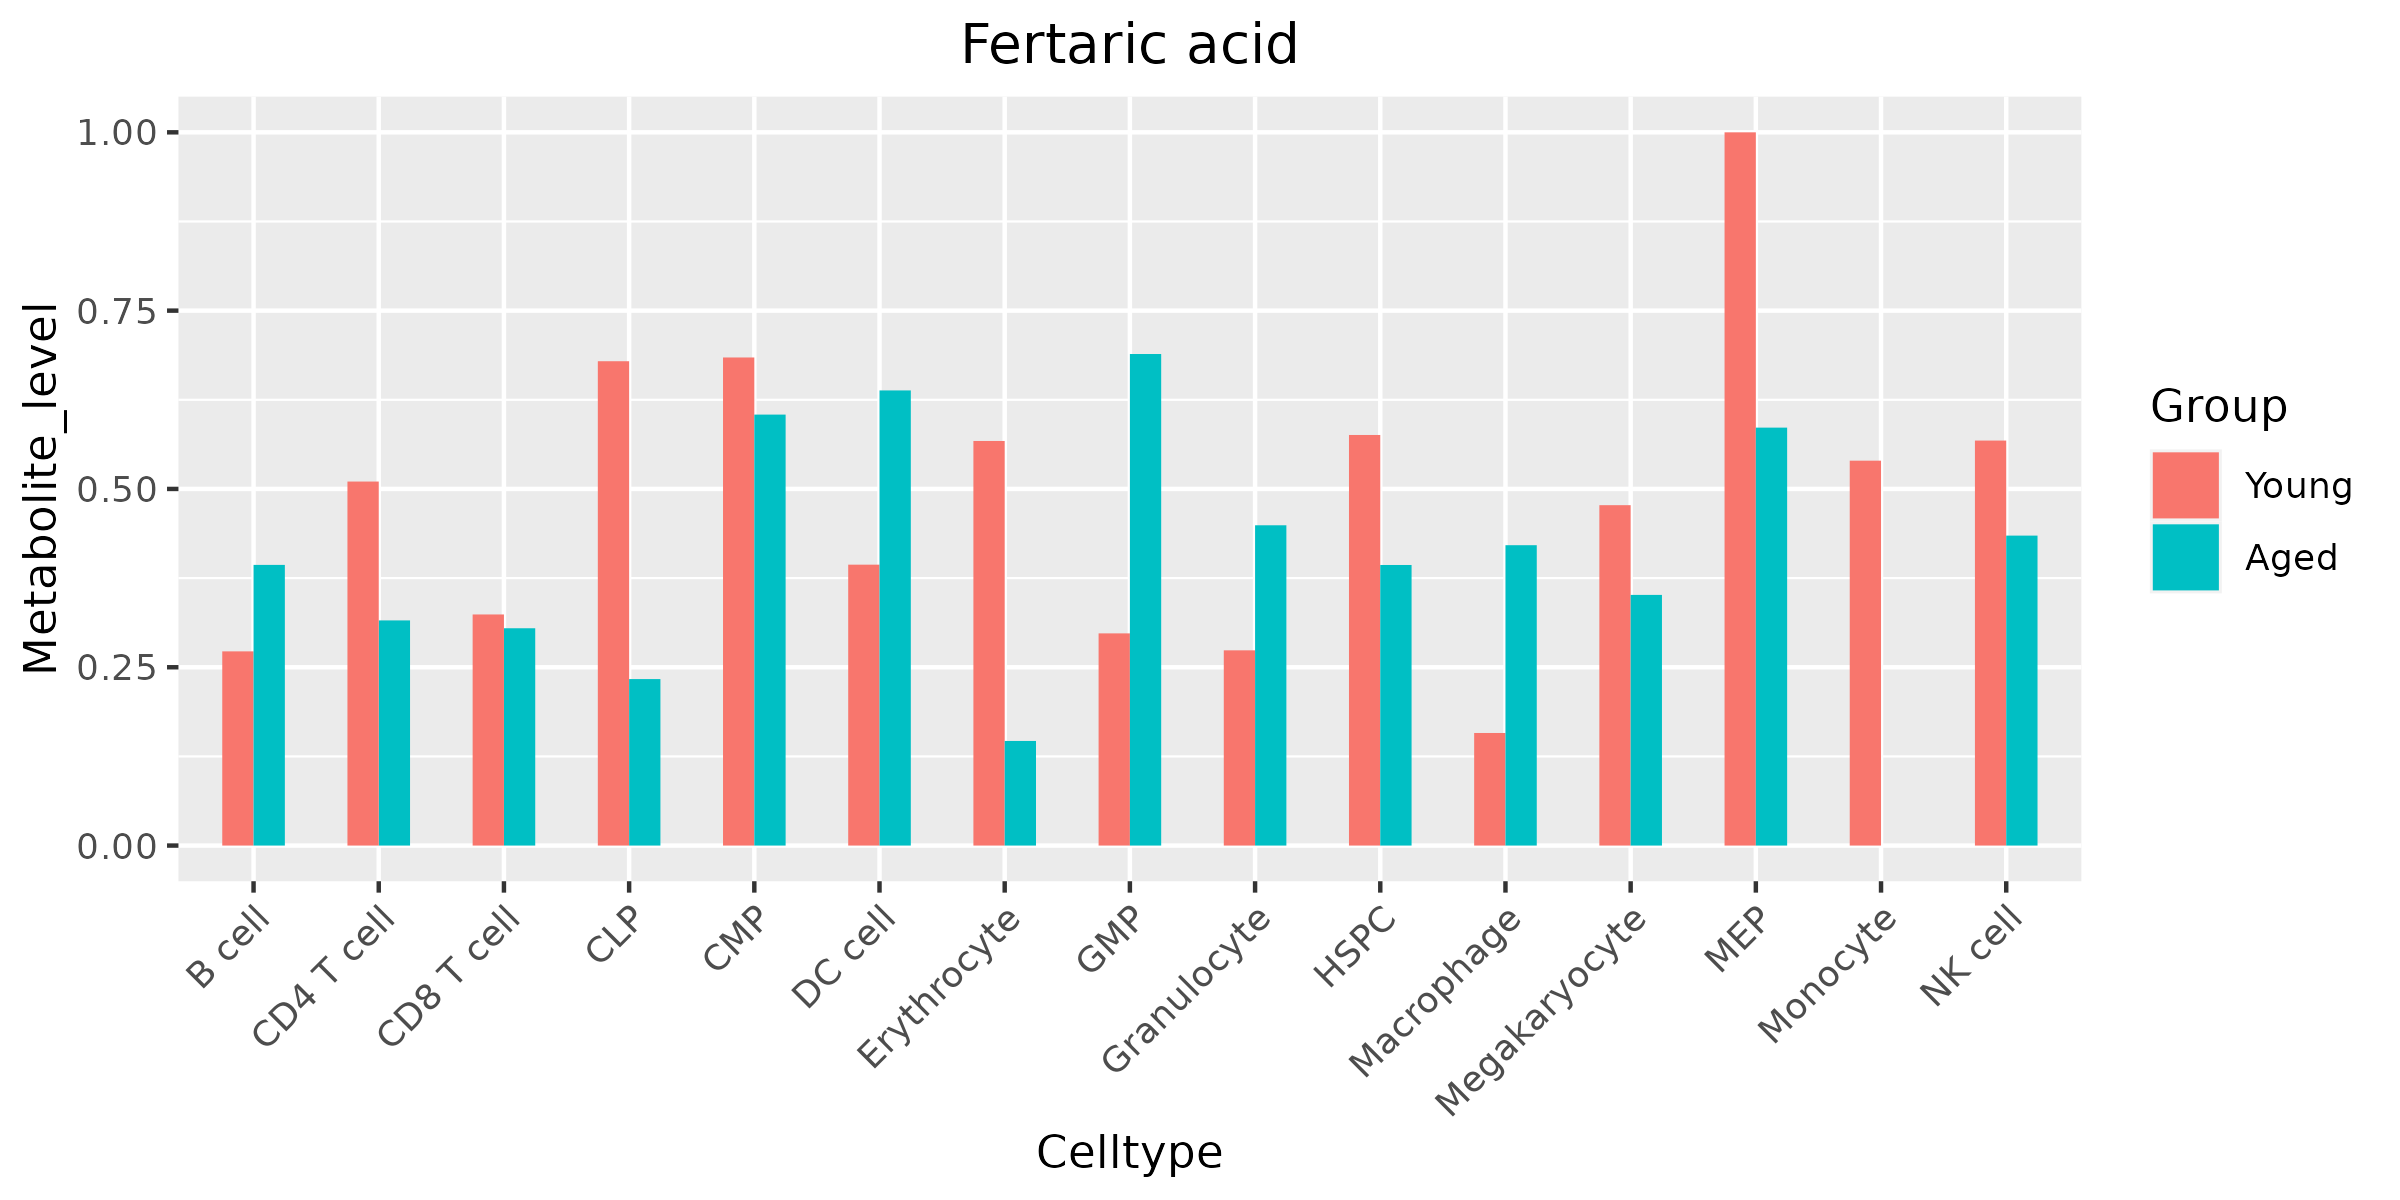 Fertaric acid
Metabolite_level
1.00
0.75
0.50
0.25
0.00
B cell
CD4 T cell
CD8 T cell
CLP
CMP
DC cell
Erythrocyte
GMP
Granulocyte
HSPC
Macrophage
Megakaryocyte
MEP
Monocyte
NK cell
Celltype
Group
Young
Aged